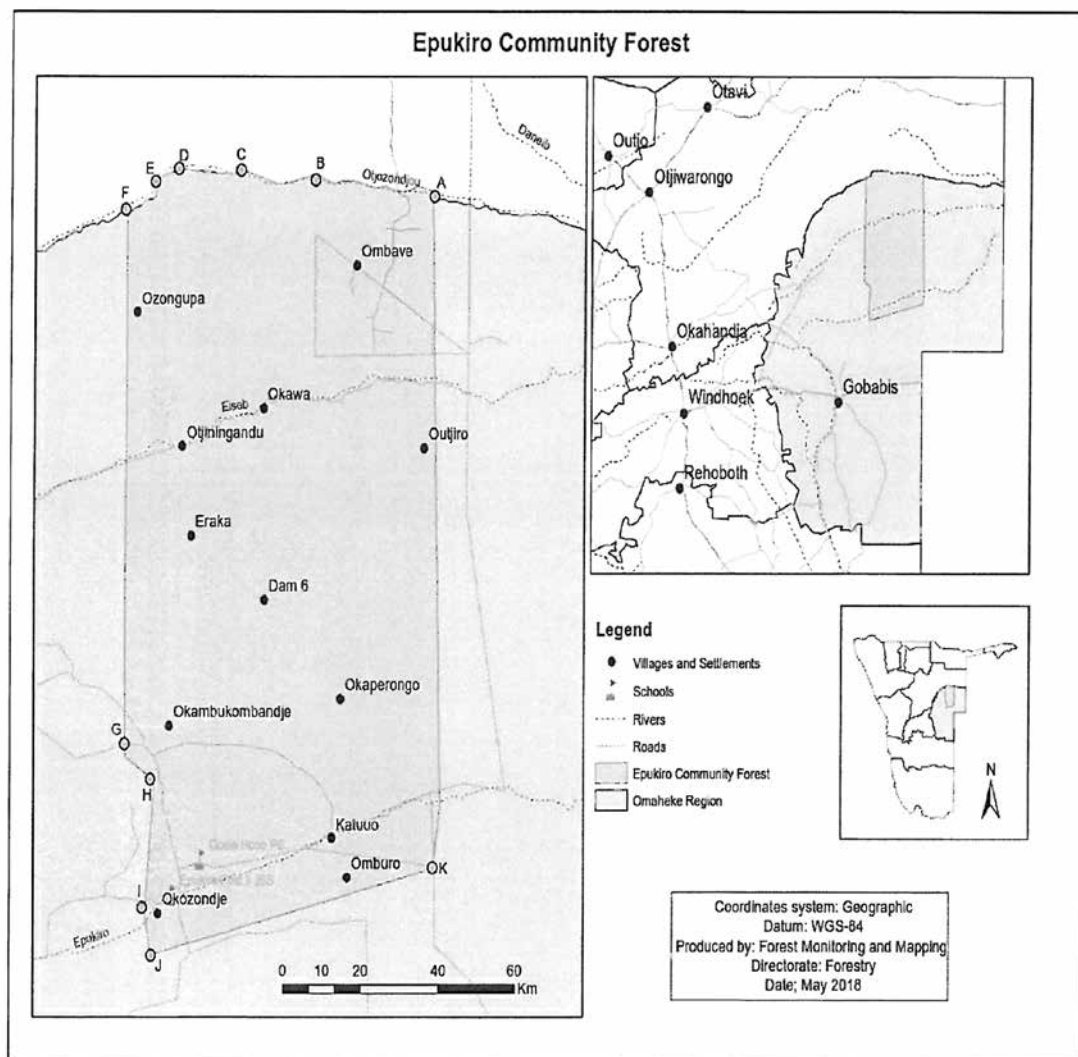 Epukiro Community Forest
D
C
B
E
F
A
Otjozondjou
Daneib
Ombave
Ozongupa
Eiseb
Okawa
Otjiningandu
Outjiro
Eraka
Dam 6
Okaperongo
Okambukombandje
G
H
Kaluuo
Omburo
K
I
Okozondje
Epukiro
J
0 10 20 40 60
Km
Otavi
Outjo
Otjiwarongo
Okahandja
Gobabis
Windhoek
Rehoboth
Legend
Villages and Settlements
Schools
Rivers
Roads
Epukiro Community Forest
Omaheke Region
N
Coordinates system: Geographic
Datum: WGS-84
Produced by: Forest Monitoring and Mapping
Directorate: Forestry
Date; May 2018